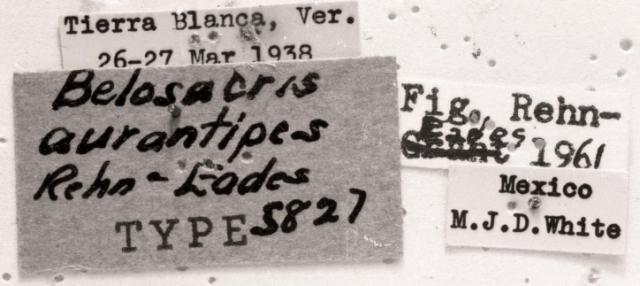 Tierra Blanca, Ver.
26-27 Mar 1938
Belosacris
aurantipes
Rehn-Eades
TYPE 5827
Fig. Rehn-
Eades
1961
Mexico
M.J.D.White